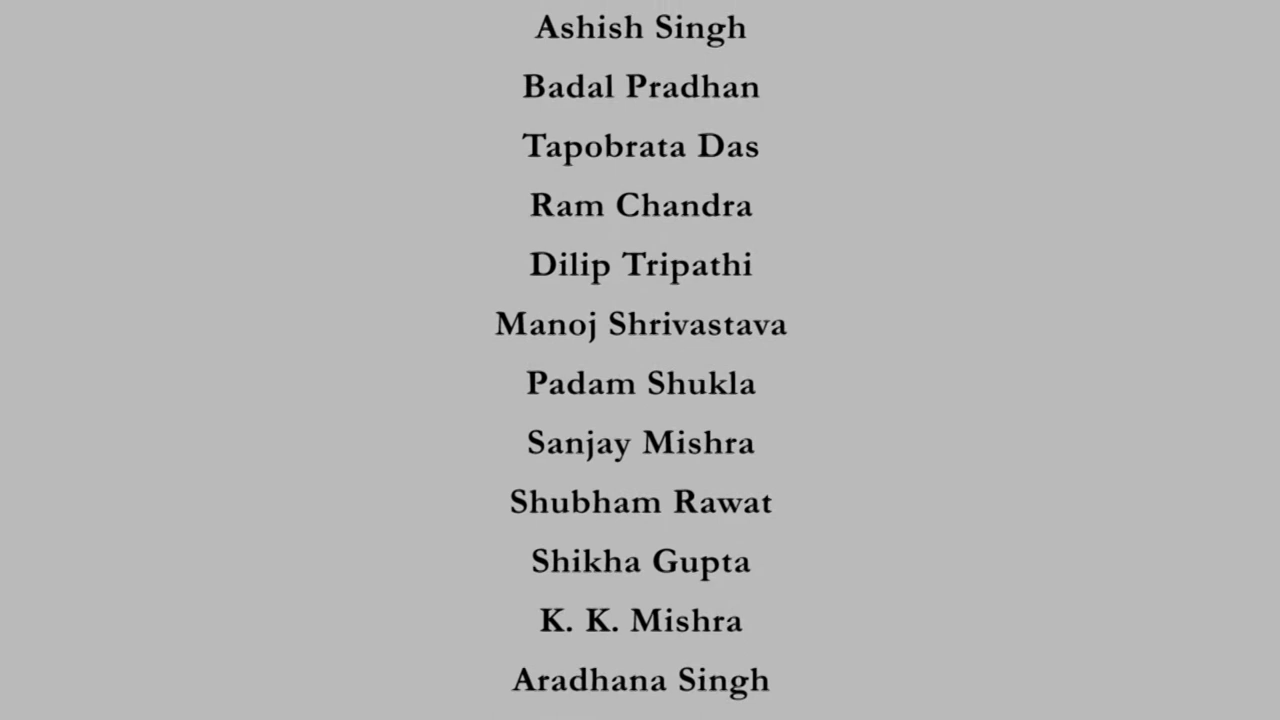 Ashish Singh
Badal Pradhan
Tapobrata Das
Ram Chandra
Dilip Tripathi
Manoj Shrivastava
Padam Shukla
Sanjay Mishra
Shubham Rawat
Shikha Gupta
K. K. Mishra
Aradhana Singh